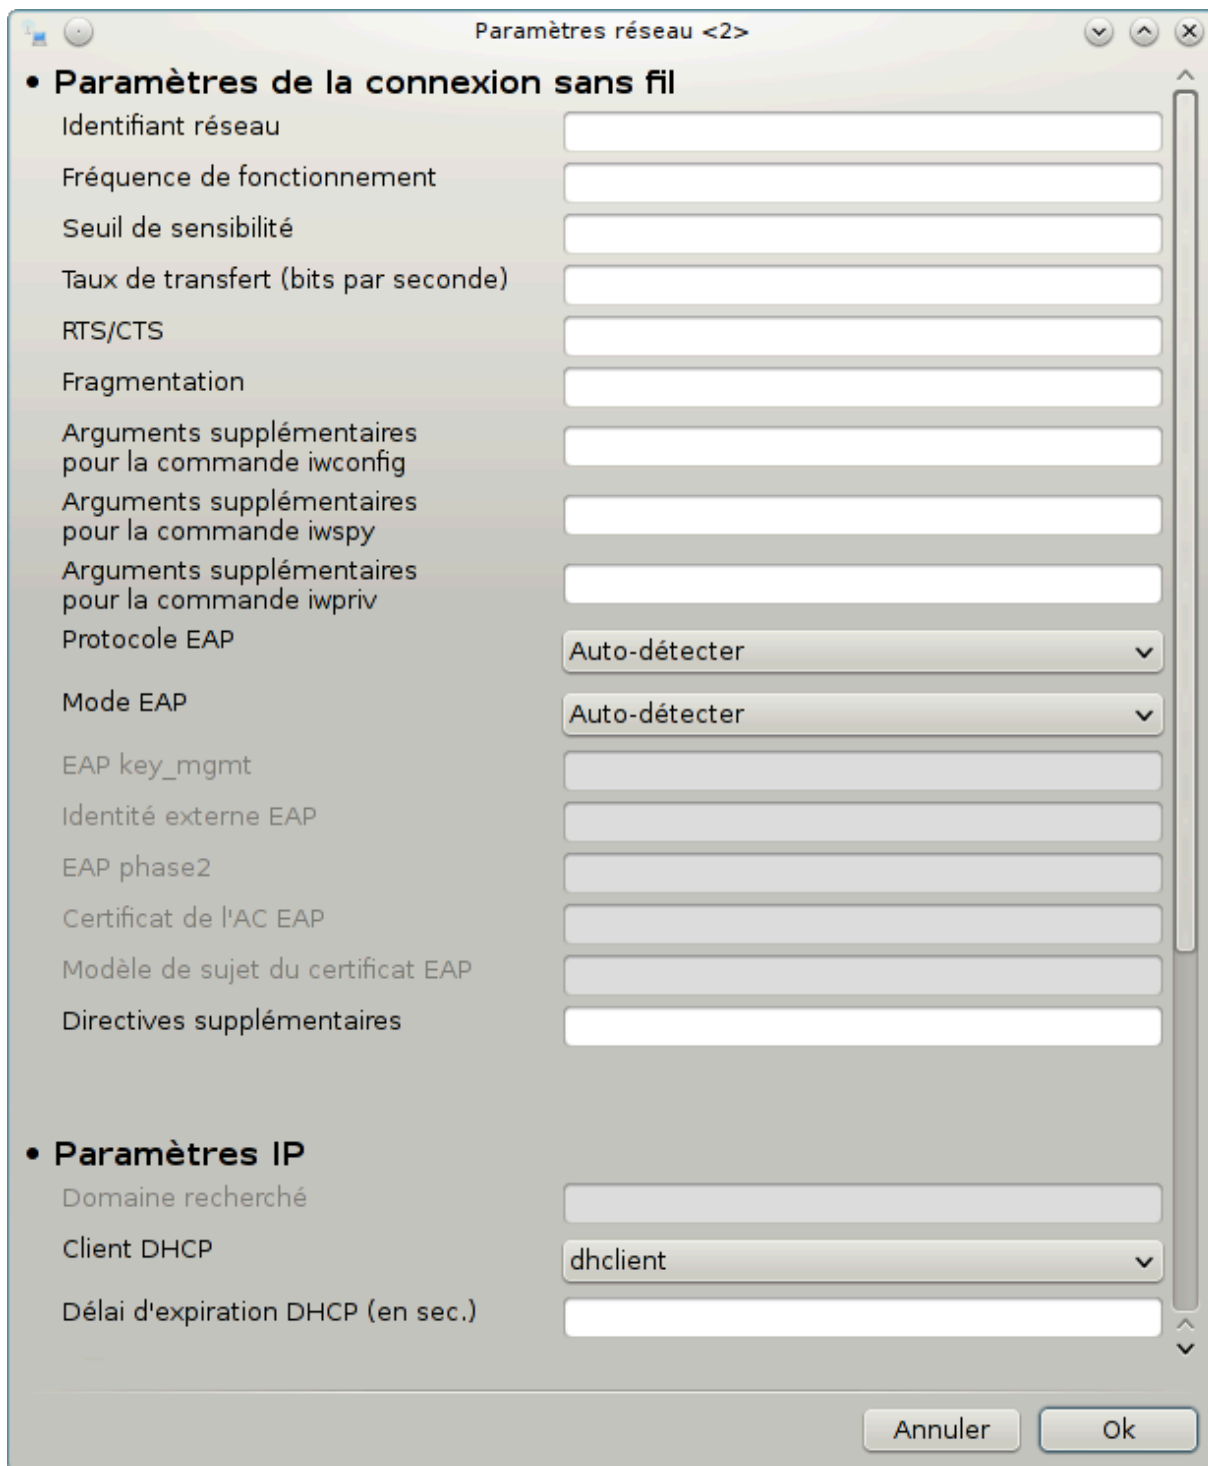 Paramètres réseau <2>
• Paramètres de la connexion sans fil
Identifiant réseau
Fréquence de fonctionnement
Seuil de sensibilité
Taux de transfert (bits par seconde)
RTS/CTS
Fragmentation
Arguments supplémentaires
pour la commande iwconfig
Arguments supplémentaires
pour la commande iwspy
Arguments supplémentaires
pour la commande iwpriv
Protocole EAP Auto-détecter
Mode EAP Auto-détecter
EAP key_mgmt
Identité externe EAP
EAP phase2
Certificat de l'AC EAP
Modèle de sujet du certificat EAP
Directives supplémentaires
• Paramètres IP
Domaine recherché
Client DHCP dhclient
Délai d'expiration DHCP (en sec.)
Annuler Ok